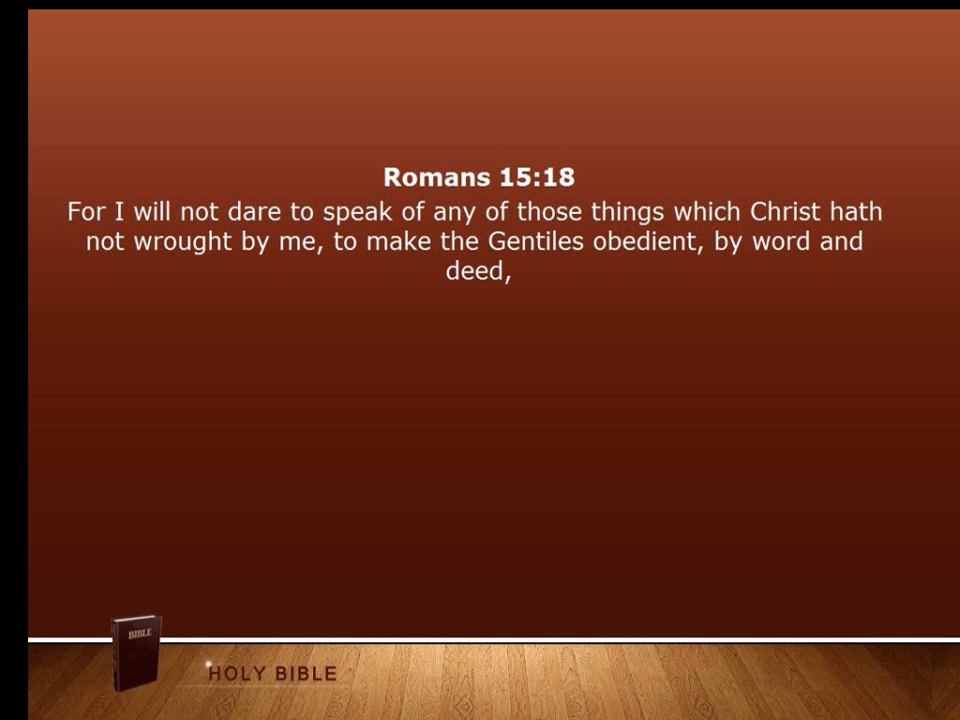 Romans 15:18
For I will not dare to speak of any of those things which Christ hath
not wrought by me, to make the Gentiles obedient, by word and
deed,
BIBLE
HOLY BIBLE